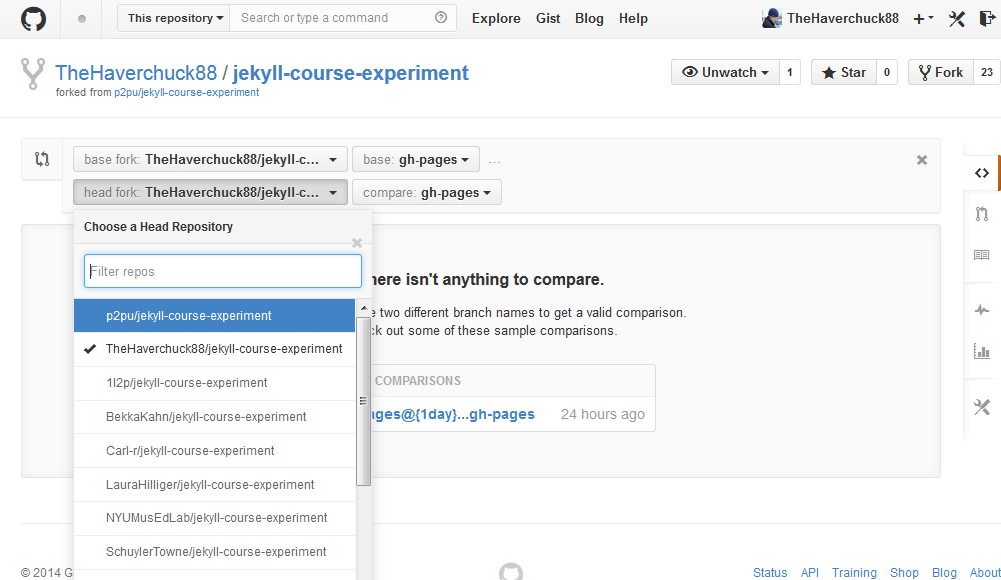 This repository Search or type a command Explore Gist Blog Help TheHaverchuck88
TheHaverchuck88 / jekyll-course-experiment
forked from p2pu/jekyll-course-experiment
Unwatch 1 Star 0 Fork 23
base fork: TheHaverchuck88/jekyll-c... base: gh-pages ...
head fork: TheHaverchuck88/jekyll-c... compare: gh-pages
Choose a Head Repository
Filter repos
here isn't anything to compare.
e two different branch names to get a valid comparison.
ck out some of these sample comparisons.
COMPARISONS
ages@{1day}...gh-pages 24 hours ago
p2pu/jekyll-course-experiment
TheHaverchuck88/jekyll-course-experiment
1l2p/jekyll-course-experiment
BekkaKahn/jekyll-course-experiment
Carl-r/jekyll-course-experiment
LauraHilliger/jekyll-course-experiment
NYUMusEdLab/jekyll-course-experiment
SchuylerTowne/jekyll-course-experiment
© 2014 G
Status API Training Shop Blog About